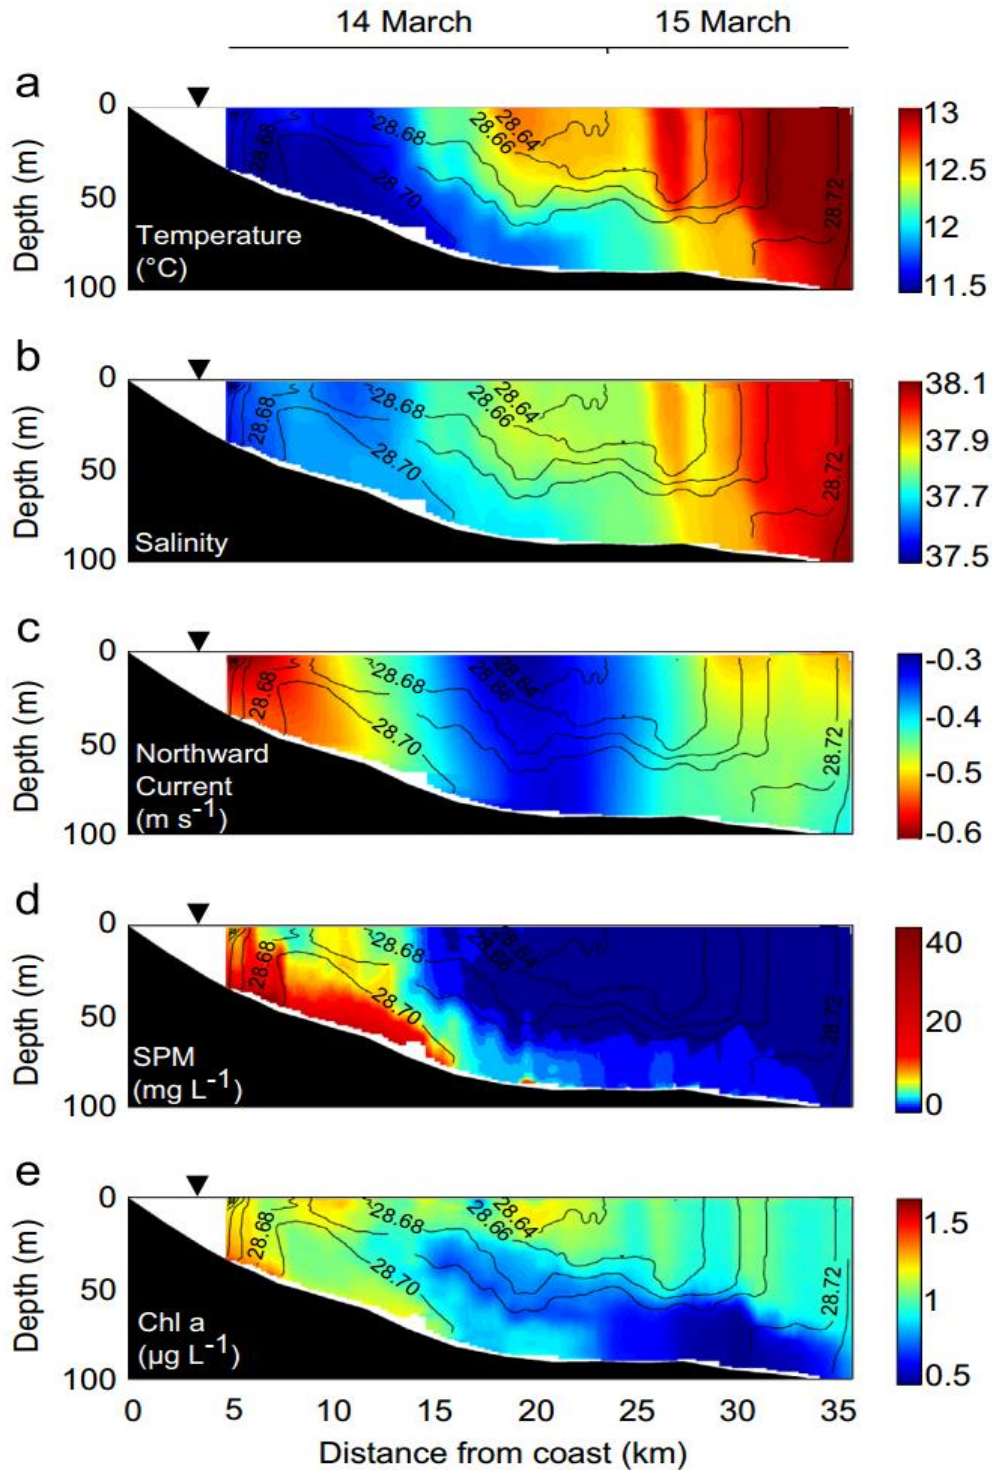 14 March 15 March
a
0
50
100
Depth (m)
Temperature
(°C)
28.68
28.68
28.70
28.66
28.64
28.72
13
12.5
12
11.5
b
0
50
100
Depth (m)
Salinity
28.68
28.68
28.70
28.66
28.64
28.72
38.1
37.9
37.7
37.5
c
0
50
100
Depth (m)
Northward
Current
(m s-1)
28.68
28.68
28.70
28.66
28.64
28.72
-0.3
-0.4
-0.5
-0.6
d
0
50
100
Depth (m)
SPM
(mg L-1)
28.68
28.68
28.70
28.66
28.64
28.72
40
20
0
e
0
50
100
Depth (m)
Chl a
(µg L-1)
28.68
28.68
28.70
28.66
28.64
28.72
1.5
1
0.5
0 5 10 15 20 25 30 35
Distance from coast (km)